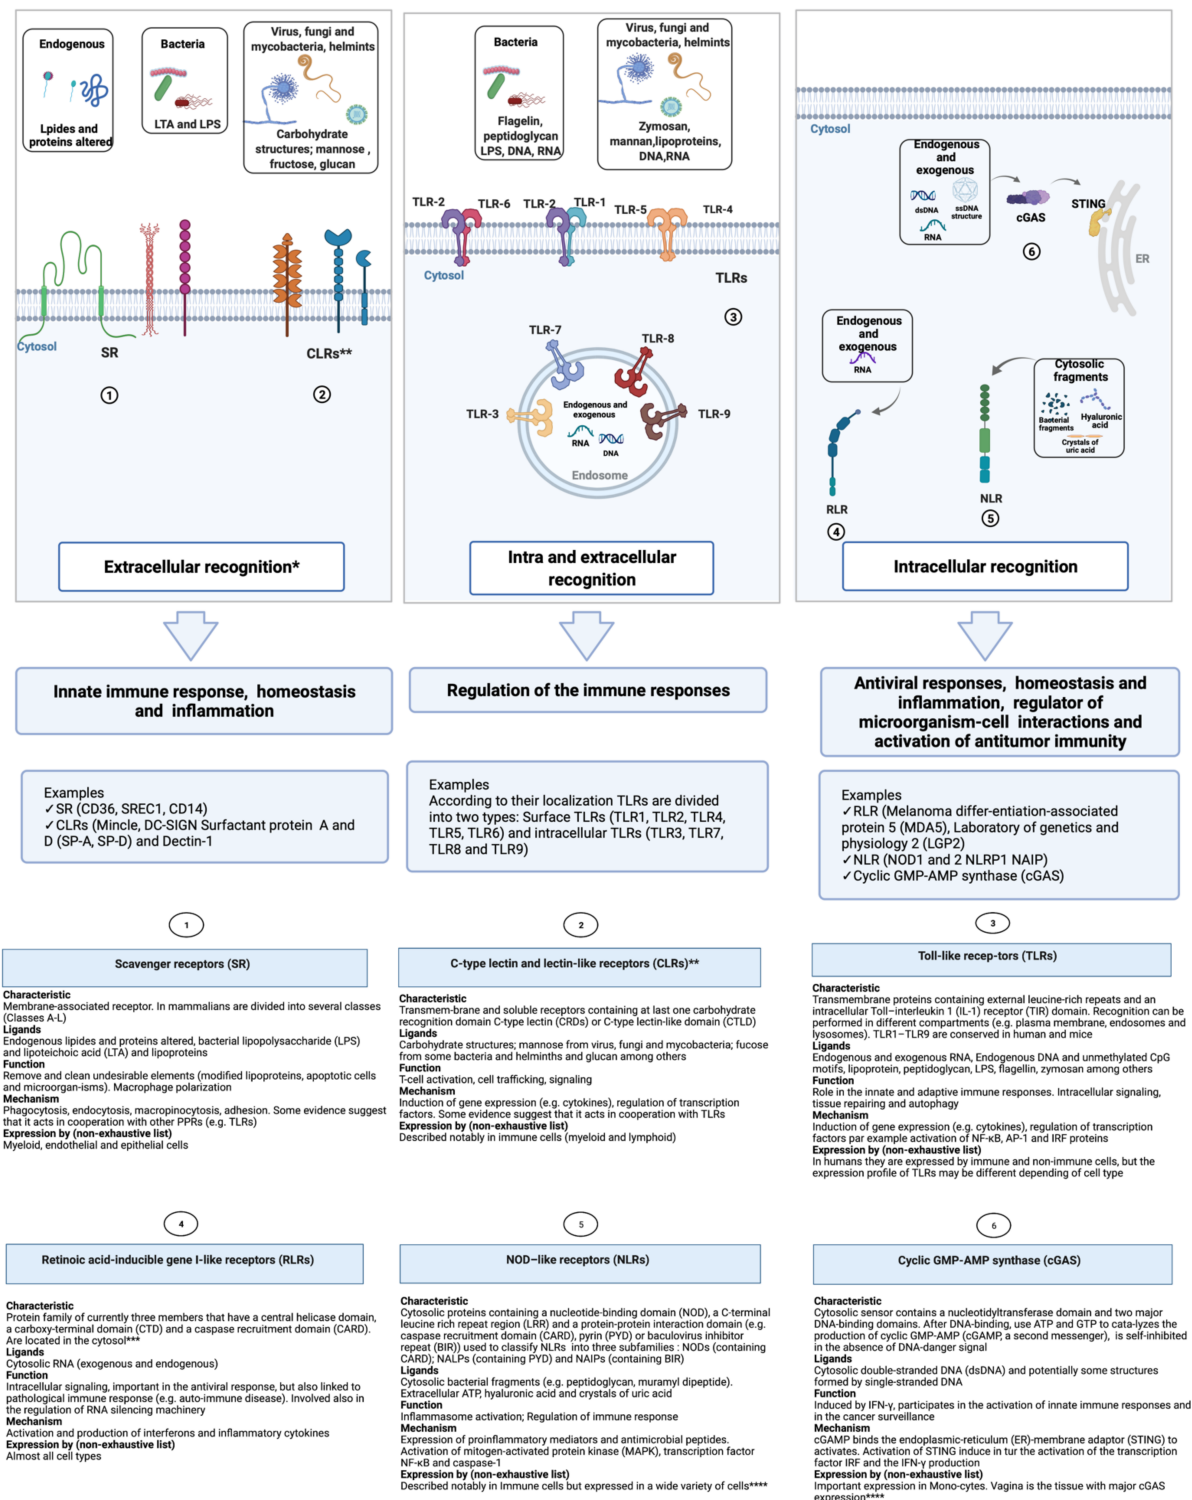 Endogenous
Lpides and
proteins altered
Bacteria
LTA and LPS
Virus, fungi and
mycobacteria, helmints
Carbohydrate
structures; mannose ,
fructose, glucan
Cytosol
SR
CLRs**
1
2
Extracellular recognition*
Bacteria
Flagelin,
peptidoglycan
LPS, DNA, RNA
Virus, fungi and
mycobacteria, helmints
Zymosan,
mannan,lipoproteins,
DNA,RNA
TLR-2
TLR-6
TLR-2
TLR-1
TLR-5
TLR-4
Cytosol
TLRs
3
TLR-7
TLR-8
TLR-3
TLR-9
Endogenous and
exogenous
RNA
DNA
Endosome
Intra and extracellular
recognition
Cytosol
Endogenous
and
exogenous
dsDNA
ssDNA
structure
RNA
cGAS
STING
ER
6
Endogenous
and
exogenous
RNA
Cytosolic
fragments
Bacterial
fragments
Hyaluronic
acid
Crystals of
uric acid
RLR
NLR
4
5
Intracellular recognition
Innate immune response, homeostasis
and inflammation
Regulation of the immune responses
Antiviral responses, homeostasis and
inflammation, regulator of
microorganism-cell interactions and
activation of antitumor immunity
Examples
✓SR (CD36, SREC1, CD14)
✓CLRs (Mincle, DC-SIGN Surfactant protein A and
D (SP-A, SP-D) and Dectin-1
Examples
According to their localization TLRs are divided
into two types: Surface TLRs (TLR1, TLR2, TLR4,
TLR5, TLR6) and intracellular TLRs (TLR3, TLR7,
TLR8 and TLR9)
Examples
✓RLR (Melanoma differ-entiation-associated
protein 5 (MDA5), Laboratory of genetics and
physiology 2 (LGP2)
✓NLR (NOD1 and 2 NLRP1 NAIP)
✓Cyclic GMP-AMP synthase (cGAS)
1
Scavenger receptors (SR)
Characteristic
Membrane-associated receptor. In mammalians are divided into several classes
(Classes A-L)
Ligands
Endogenous lipids and proteins altered, bacterial lipopolysaccharide (LPS)
and lipoteichoic acid (LTA) and lipoproteins
Function
Remove and clean undesirable elements (modified lipoproteins, apoptotic cells
and microorgan-isms). Macrophage polarization
Mechanism
Phagocytosis, endocytosis, macropinocytosis, adhesion. Some evidence suggest
that it acts in cooperation with other PPRs (e.g. TLRs)
Expression by (non-exhaustive list)
Myeloid, endothelial and epithelial cells
2
C-type lectin and lectin-like receptors (CLRs)**
Characteristic
Transmem-brane and soluble receptors containing at last one carbohydrate
recognition domain C-type lectin (CRDs) or C-type lectin-like domain (CTLD)
Ligands
Carbohydrate structures; mannose from virus, fungi and mycobacteria; fucose
from some bacteria and helminths and glucan among others
Function
T-cell activation, cell trafficking, signaling
Mechanism
Induction of gene expression (e.g. cytokines), regulation of transcription
factors. Some evidence suggest that it acts in cooperation with TLRs
Expression by (non-exhaustive list)
Described notably in immune cells (myeloid and lymphoid)
3
Toll-like recep-tors (TLRs)
Characteristic
Transmembrane proteins containing external leucine-rich repeats and an
intracellular Toll–interleukin 1 (IL-1) receptor (TIR) domain. Recognition can be
performed in different compartments (e.g. plasma membrane, endosomes and
lysosomes). TLR1–TLR9 are conserved in human and mice
Ligands
Endogenous and exogenous RNA, Endogenous DNA and unmethylated CpG
motifs, lipoprotein, peptidoglycan, LPS, flagellin, zymosan among others
Function
Role in the innate and adaptive immune responses. Intracellular signaling,
tissue repairing and autophagy
Mechanism
Induction of gene expression (e.g. cytokines), regulation of transcription
factors par example activation of NF-κB, AP-1 and IRF proteins
Expression by (non-exhaustive list)
In humans they are expressed by immune and non-immune cells, but the
expression profile of TLRs may be different depending of cell type
4
Retinoic acid-inducible gene I-like receptors (RLRs)
Characteristic
Protein family of currently three members that have a central helicase domain,
a carboxy-terminal domain (CTD) and a caspase recruitment domain (CARD).
Are located in the cytosol***
Ligands
Cytosolic RNA (exogenous and endogenous)
Function
Intracellular signaling, important in the antiviral response, but also linked to
pathological immune response (e.g. auto-immune disease). Involved also in
the regulation of RNA silencing machinery
Mechanism
Activation and production of interferons and inflammatory cytokines
Expression by (non-exhaustive list)
Almost all cell types
5
NOD–like receptors (NLRs)
Characteristic
Cytosolic proteins containing a nucleotide-binding domain (NOD), a C-terminal
leucine rich repeat region (LRR) and a protein-protein interaction domain (e.g.
caspase recruitment domain (CARD), pyrin (PYD) or baculovirus inhibitor
repeat (BIR)) used to classify NLRs into three subfamilies : NODs (containing
CARD); NALPs (containing PYD) and NAIPs (containing BIR)
Ligands
Cytosolic bacterial fragments (e.g. peptidoglycan, muramyl dipeptide).
Extracellular ATP, hyaluronic acid and crystals of uric acid
Function
Inflammasome activation; Regulation of immune response
Mechanism
Expression of proinflammatory mediators and antimicrobial peptides.
Activation of mitogen-activated protein kinase (MAPK), transcription factor
NF-κB and caspase-1
Expression by (non-exhaustive list)
Described notably in Immune cells but expressed in a wide variety of cells****
6
Cyclic GMP-AMP synthase (cGAS)
Characteristic
Cytosolic sensor contains a nucleotidyltransferase domain and two major
DNA-binding domains. After DNA-binding, use ATP and GTP to cata-lyzes the
production of cyclic GMP-AMP (cGAMP, a second messenger), is self-inhibited
in the absence of DNA-danger signal
Ligands
Cytosolic double-stranded DNA (dsDNA) and potentially some structures
formed by single-stranded DNA
Function
Induced by IFN-γ, participates in the activation of innate immune responses and
in the cancer surveillance
Mechanism
cGAMP binds the endoplasmic-reticulum (ER)-membrane adaptor (STING) to
activates. Activation of STING induce in tur the activation of the transcription
factor IRF and the IFN-γ production
Expression by (non-exhaustive list)
Important expression in Mono-cytes. Vagina is the tissue with major cGAS
expression****